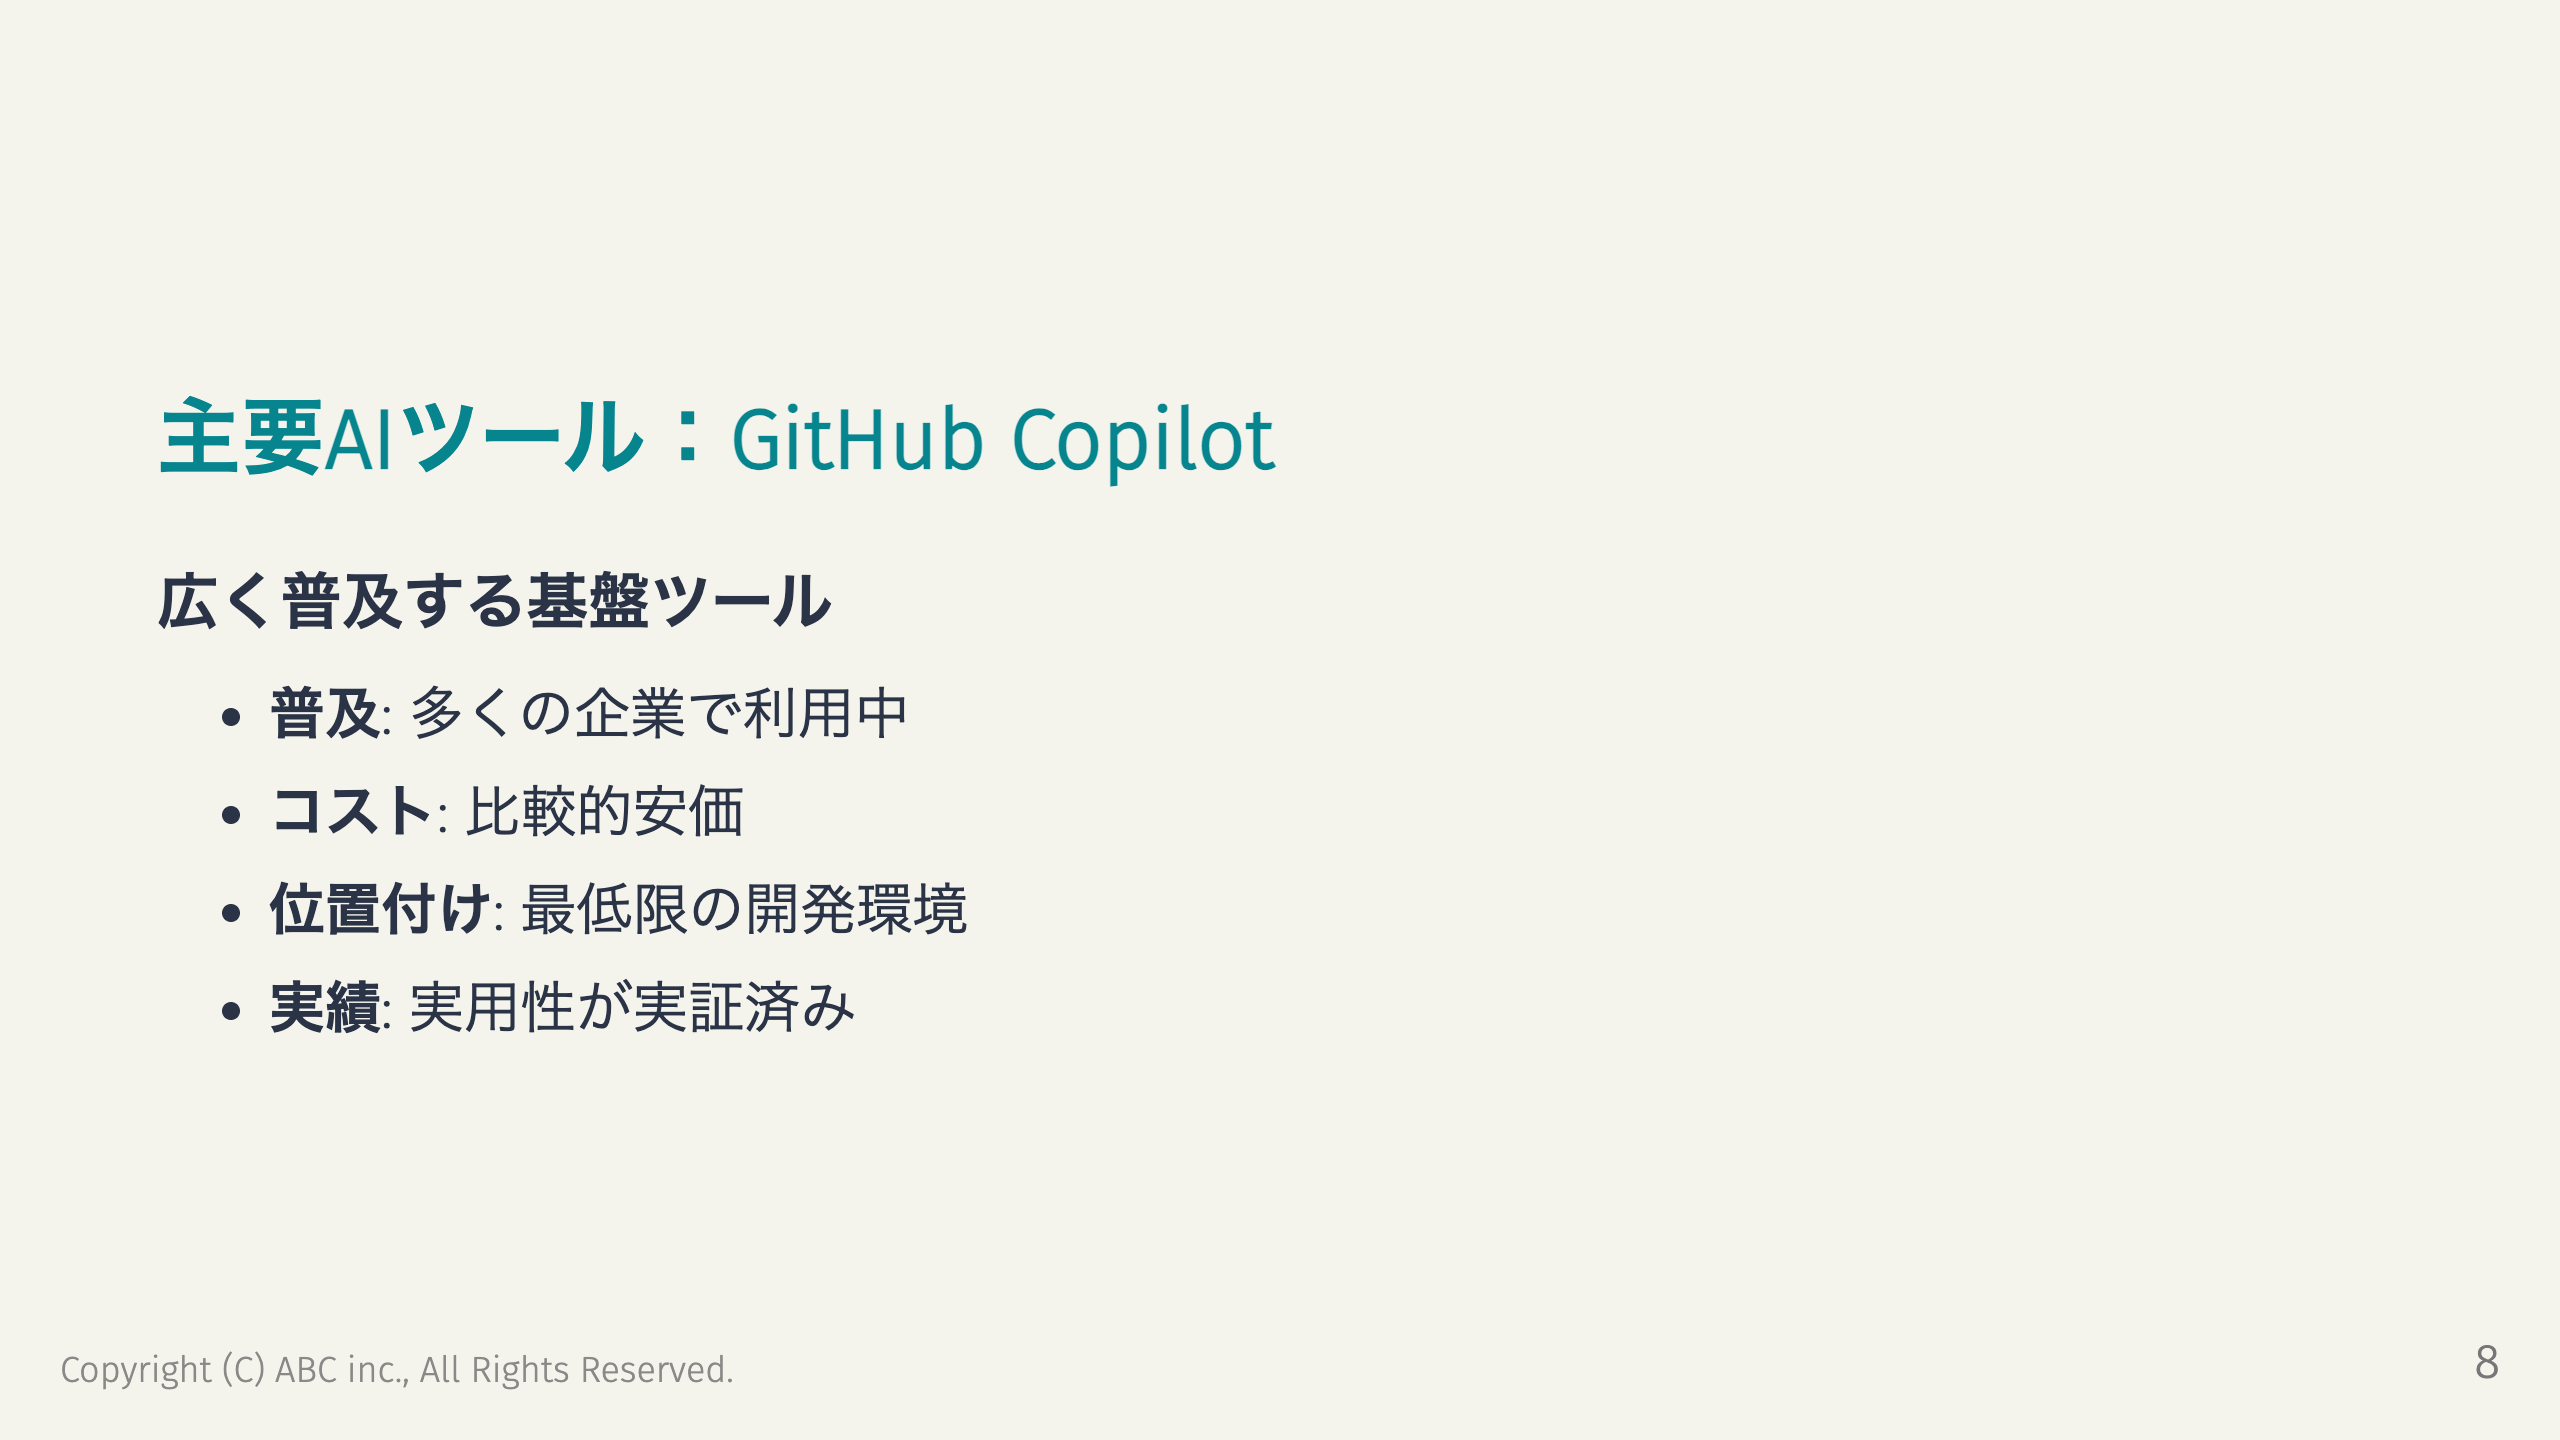 主要AIツール：GitHub Copilot
広く普及する基盤ツール
• 普及: 多くの企業で利用中
• コスト: 比較的安価
• 位置付け: 最低限の開発環境
• 実績: 実用性が実証済み
Copyright (C) ABC inc., All Rights Reserved.
8